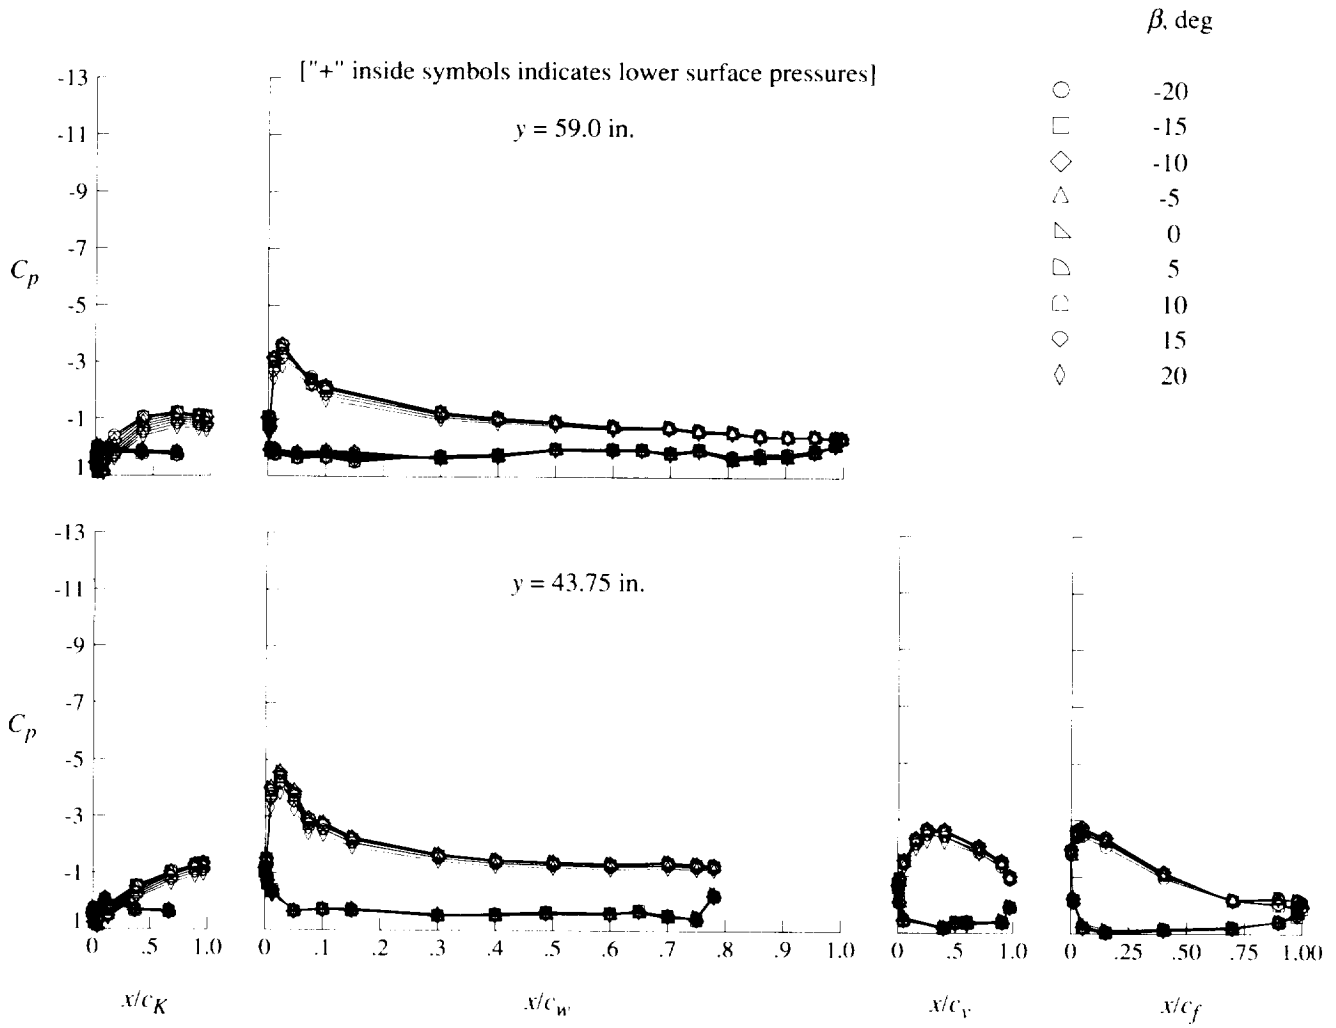 β, deg
["+" inside symbols indicates lower surface pressures]
-20
-15
-10
-5
0
5
10
15
20
y = 59.0 in.
-13
-11
-9
-7
-5
-3
-1
1
C_p
y = 43.75 in.
-13
-11
-9
-7
-5
-3
-1
1
C_p
0 .5 1.0
0 .1 .2 .3 .4 .5 .6 .7 .8 .9 1.0
0 .5 1.0
0 .25 .50 .75 1.00
x/c_K
x/c_w
x/c_v
x/c_f